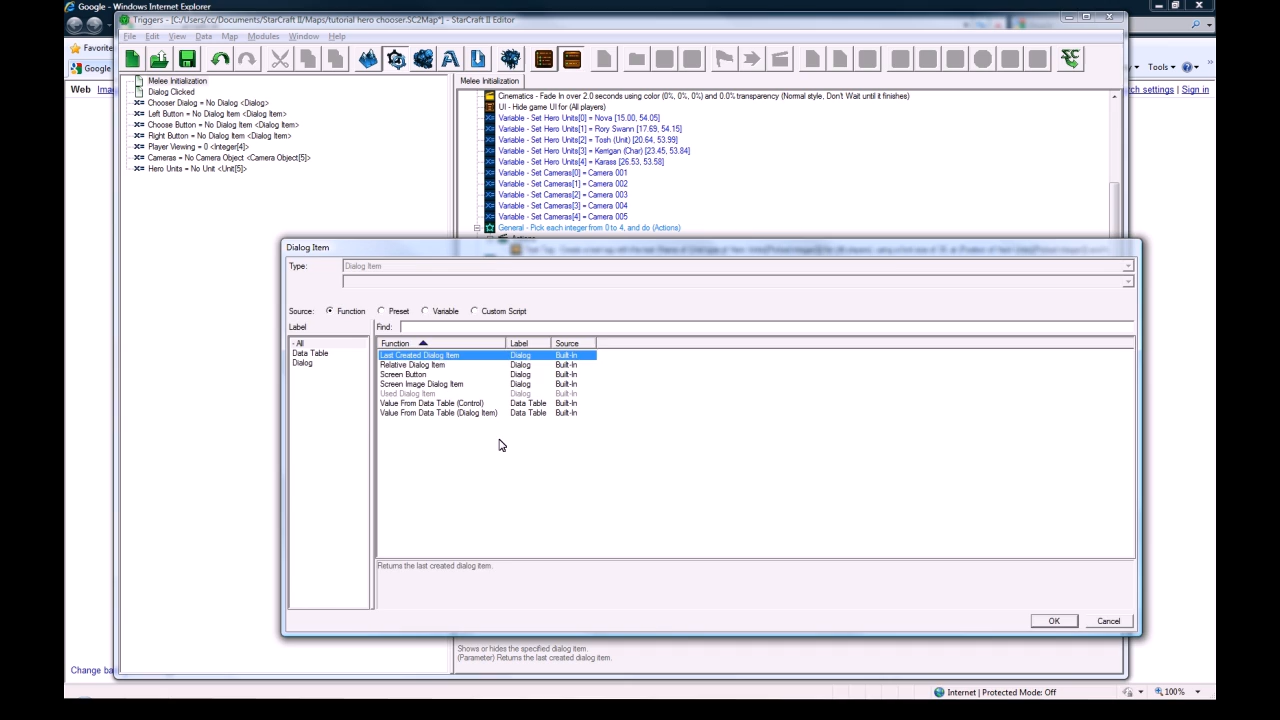 Google - Windows Internet Explorer
Triggers - [C:/Users/cc/Documents/StarCraft II/Maps/tutorial hero chooser.SC2Map*] - StarCraft II Editor
File Edit View Data Map Modules Window Help
Favorite
Google
Tools
Web Ima
ch settings | Sign in
Melee Initialization
Dialog Clicked
Chooser Dialog = No Dialog <Dialog>
Left Button = No Dialog Item <Dialog Item>
Choose Button = No Dialog Item <Dialog Item>
Right Button = No Dialog Item <Dialog Item>
Player Viewing = 0 <Integer[4]>
Cameras = No Camera Object <Camera Object[5]>
Hero Units = No Unit <Unit[5]>
Melee Initialization
Cinematics - Fade In over 2.0 seconds using color (0%, 0%, 0%) and 0.0% transparency (Normal style, Don't Wait until it finishes)
UI - Hide game UI for (All players)
Variable - Set Hero Units[0] = Nova [15.00, 54.05]
Variable - Set Hero Units[1] = Rory Swann [17.69, 54.15]
Variable - Set Hero Units[2] = Tosh (Unit) [20.64, 53.99]
Variable - Set Hero Units[3] = Kerrigan (Char) [23.45, 53.84]
Variable - Set Hero Units[4] = Karass [26.53, 53.58]
Variable - Set Cameras[0] = Camera 001
Variable - Set Cameras[1] = Camera 002
Variable - Set Cameras[2] = Camera 003
Variable - Set Cameras[3] = Camera 004
Variable - Set Cameras[4] = Camera 005
General - Pick each integer from 0 to 4, and do (Actions)
Dialog Item
Type: Dialog Item
Source: Function Preset Variable Custom Script
Label Find:
- All
Data Table
Dialog
Function Label Source
Last Created Dialog Item Dialog Built-In
Relative Dialog Item Dialog Built-In
Screen Button Dialog Built-In
Screen Image Dialog Item Dialog Built-In
Used Dialog Item Dialog Built-In
Value From Data Table (Control) Data Table Built-In
Value From Data Table (Dialog Item) Data Table Built-In
Returns the last created dialog item.
OK Cancel
Shows or hides the specified dialog item.
(Parameter) Returns the last created dialog item.
Change ba
Internet | Protected Mode: Off
100%